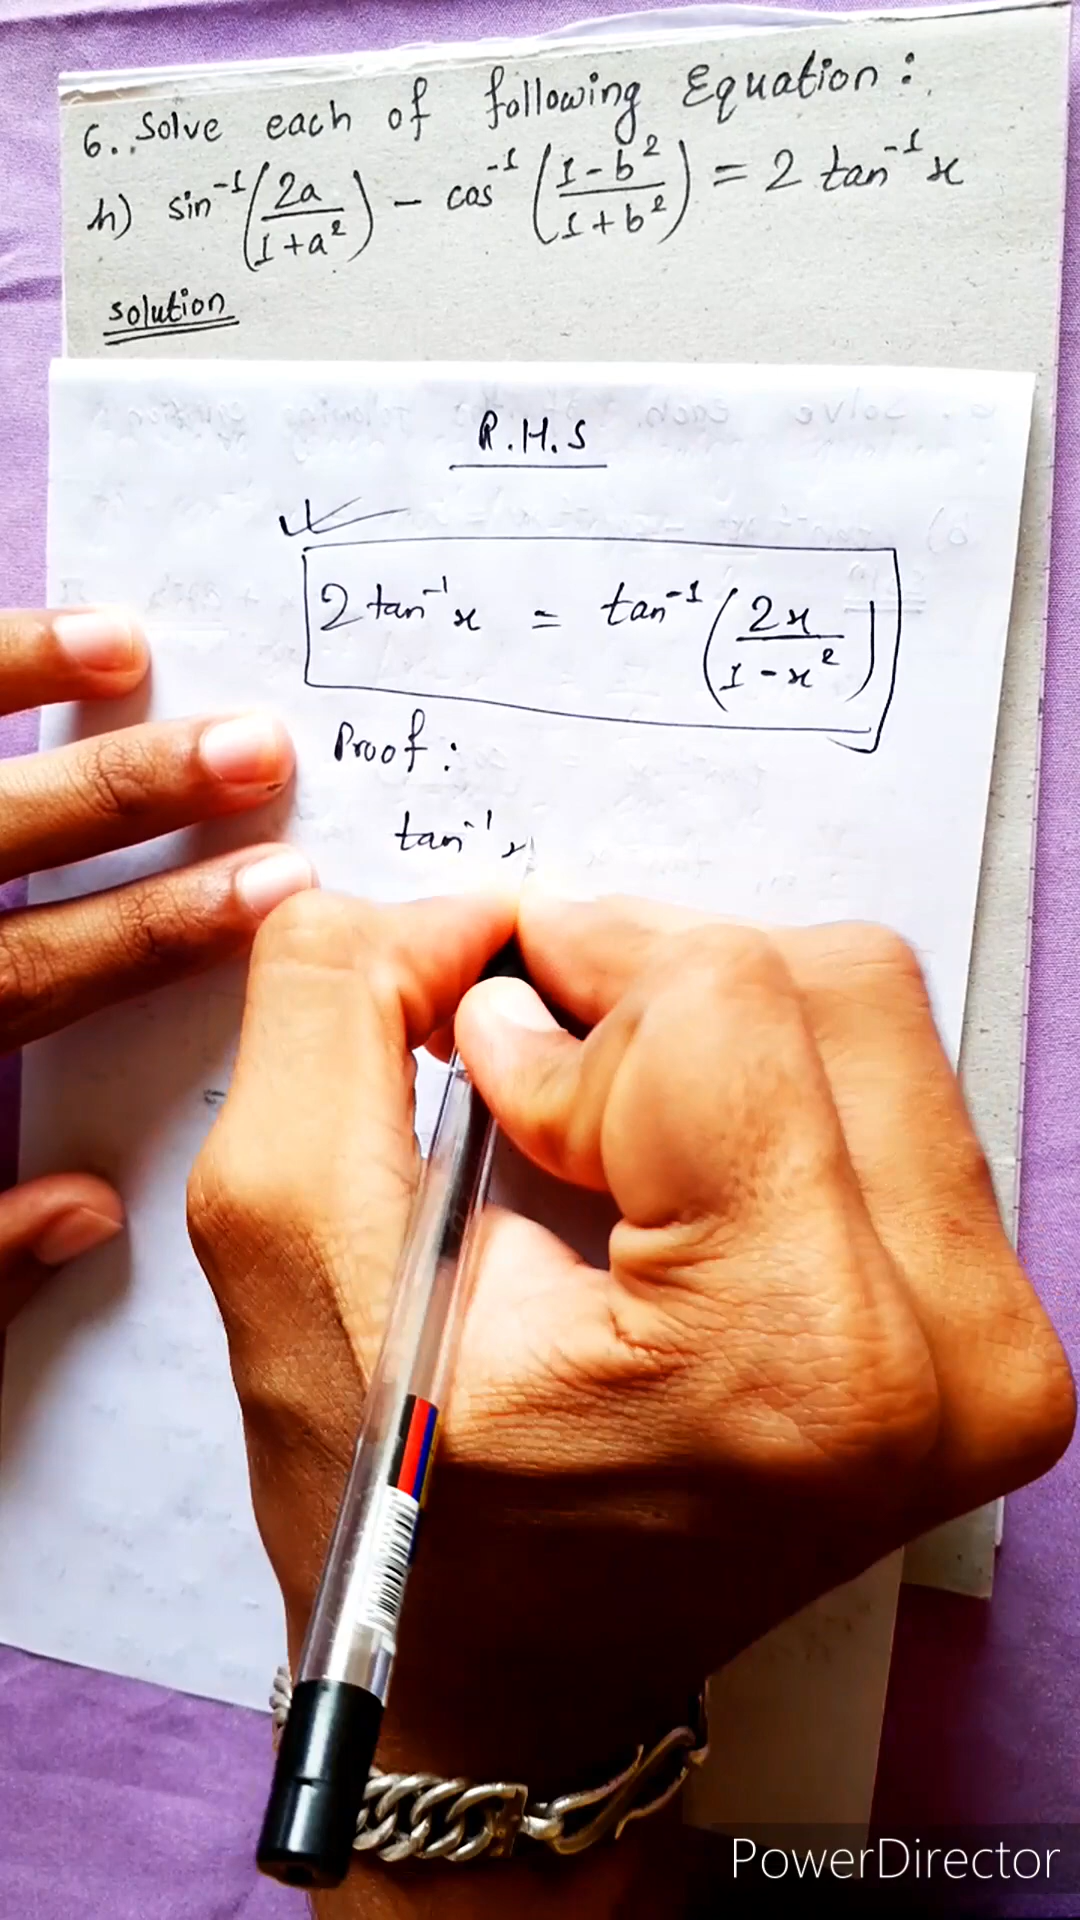 6. Solve each of following Equation :
h) sin⁻¹(2a/1+a²) - cos⁻¹(1-b²/1+b²) = 2 tan⁻¹x
solution
R.H.S
2 tan⁻¹x = tan⁻¹(2x/1-x²)
Proof :
tan⁻¹x
PowerDirector